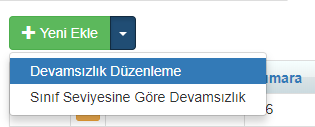 Yeni Ekle
Devamsızlık Düzenleme
Sınıf Seviyesine Göre Devamsızlık